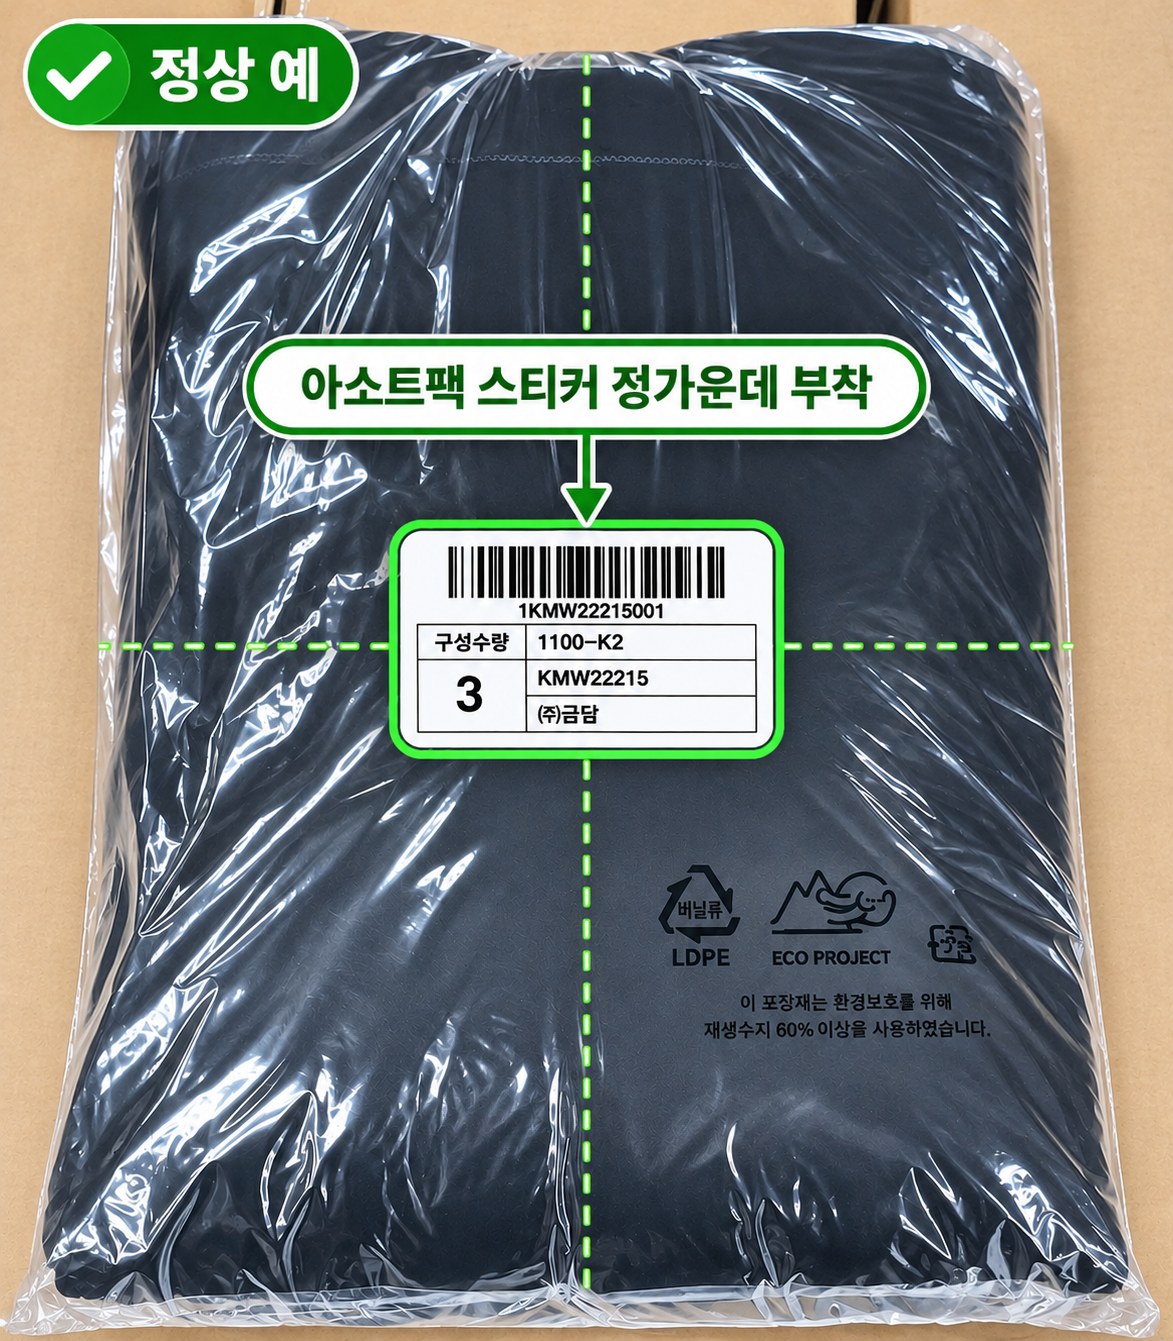 정상 예
아소트팩 스티커 정가운데 부착
1KMW22215001
구성수량 1100-K2
3
KMW22215
(주)금담
버닐류
LDPE
ECO PROJECT
이 포장재는 환경보호를 위해
재생수지 60% 이상을 사용하였습니다.